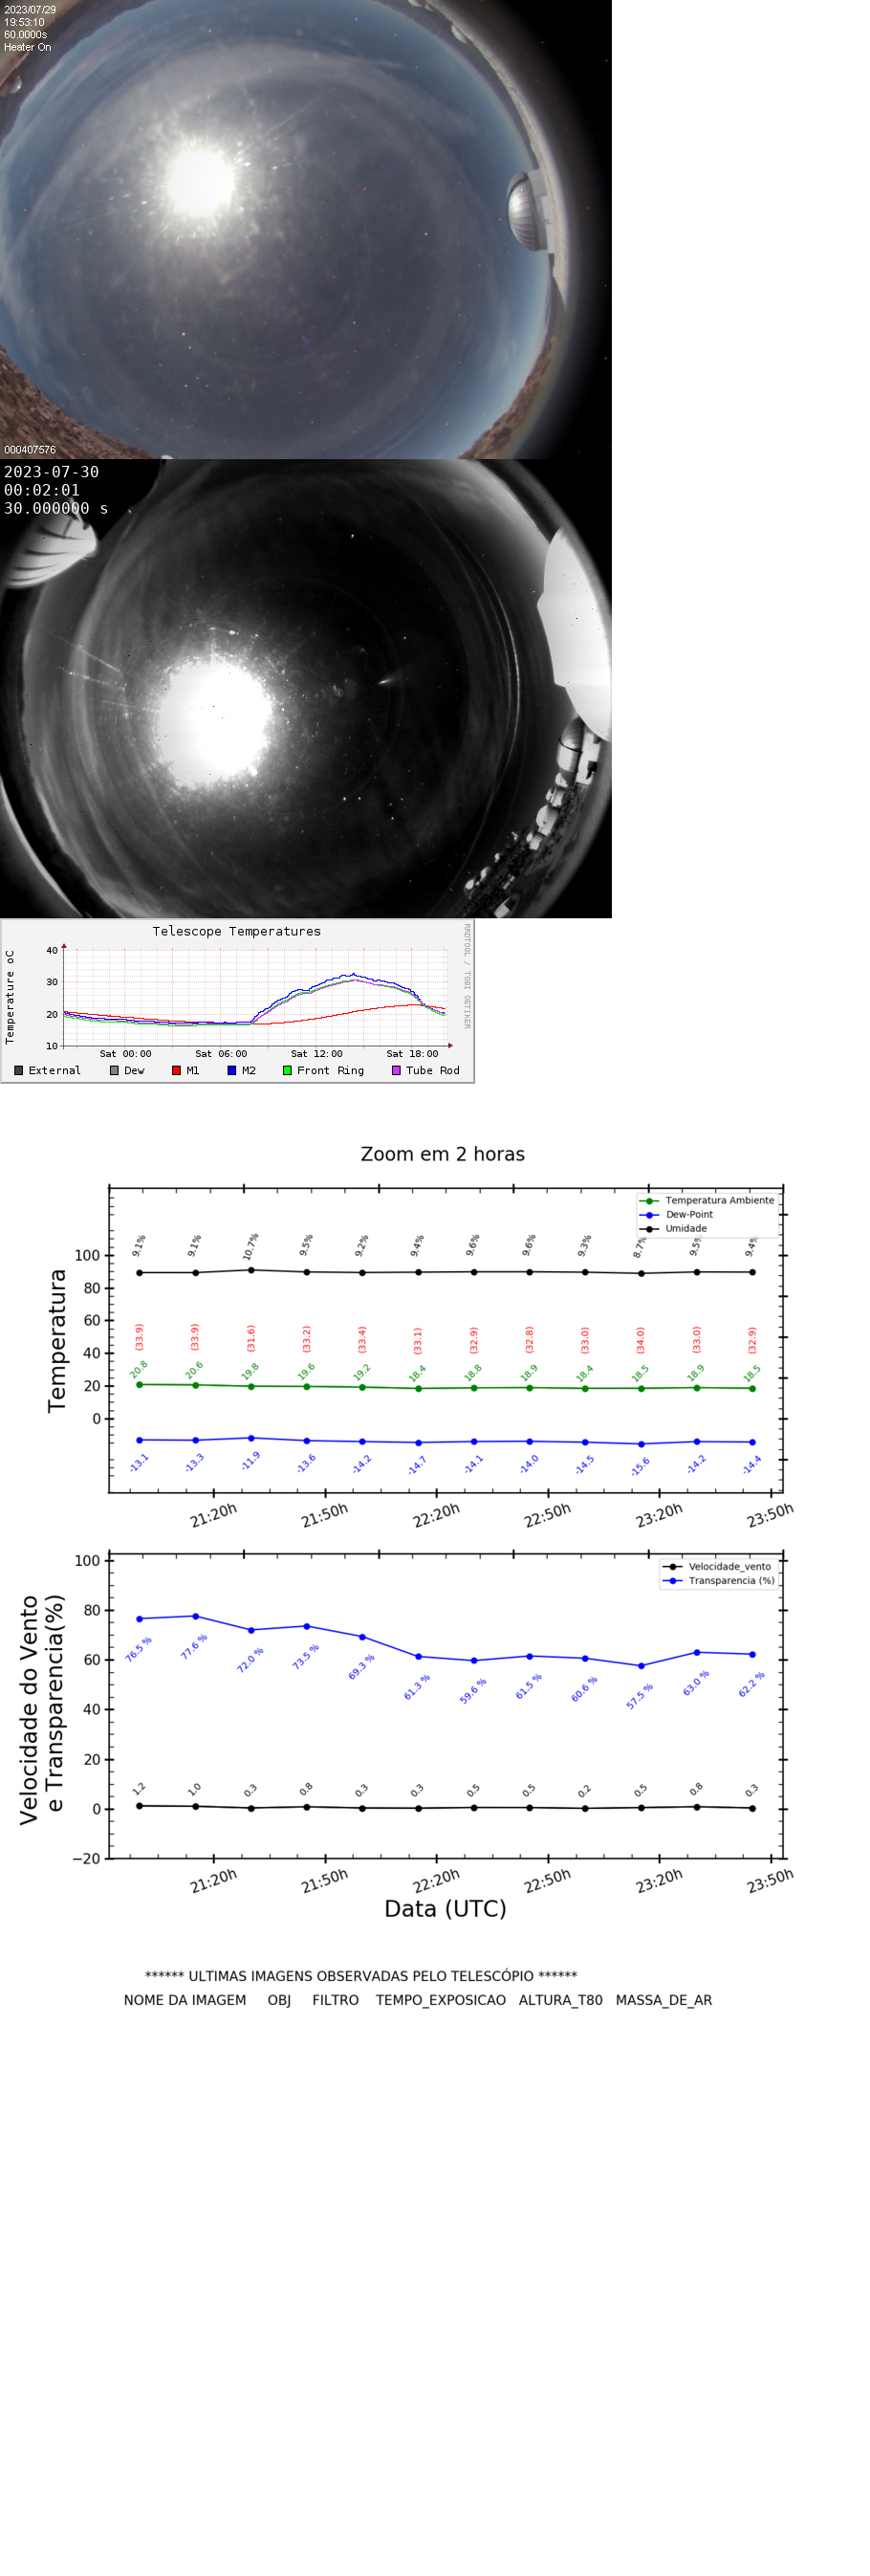 2023/07/29
19:53:10
60.0000s
Heater On
000407576
2023-07-30
00:02:01
30.000000 s
Telescope Temperatures
RRDTOOL / TOBI OETIKER
Temperature oC
40
30
20
10
Sat 00:00 Sat 06:00 Sat 12:00 Sat 18:00
External Dew M1 M2 Front Ring Tube Rod
Zoom em 2 horas
Temperatura Ambiente
Dew-Point
Umidade
Temperatura
100
80
60
40
20
0
9.1% 9.1% 10.7% 9.5% 9.2% 9.4% 9.6% 9.6% 9.3% 8.7% 9.5% 9.4%
(33.9) (33.9) (31.6) (33.2) (33.4) (33.1) (32.9) (32.8) (33.0) (34.0) (33.0) (32.9)
20.8 20.6 19.8 19.6 19.2 18.4 18.8 18.9 18.4 18.5 18.9 18.5
-13.1 -13.3 -11.9 -13.6 -14.2 -14.7 -14.1 -14.0 -14.5 -15.6 -14.2 -14.4
21:20h 21:50h 22:20h 22:50h 23:20h 23:50h
Velocidade_vento
Transparencia (%)
Velocidade do Vento
e Transparencia(%)
100
80
60
40
20
0
−20
76.5 % 77.6 % 72.0 % 73.5 % 69.3 % 61.3 % 59.6 % 61.5 % 60.6 % 57.5 % 63.0 % 62.2 %
1.2 1.0 0.3 0.8 0.3 0.3 0.5 0.5 0.2 0.5 0.8 0.3
21:20h 21:50h 22:20h 22:50h 23:20h 23:50h
Data (UTC)
****** ULTIMAS IMAGENS OBSERVADAS PELO TELESCÓPIO ******
NOME DA IMAGEM OBJ FILTRO TEMPO_EXPOSICAO ALTURA_T80 MASSA_DE_AR